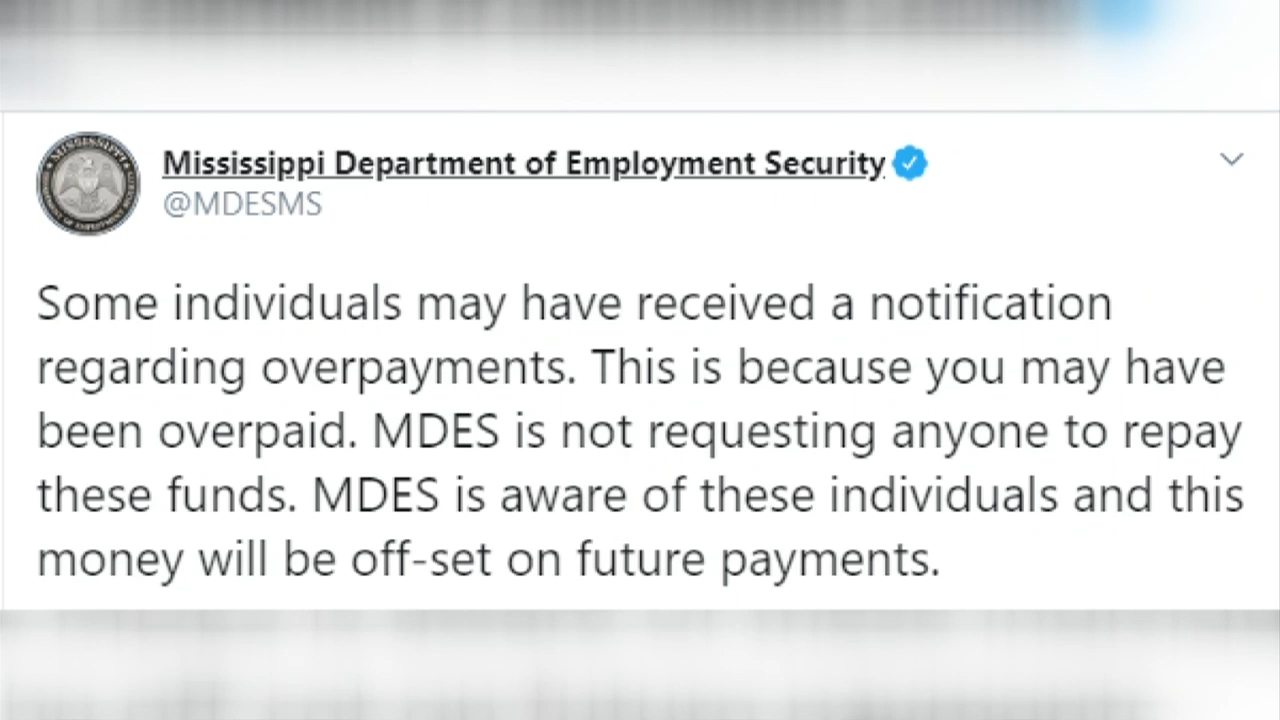 Mississippi Department of Employment Security
@MDESMS
Some individuals may have received a notification
regarding overpayments. This is because you may have
been overpaid. MDES is not requesting anyone to repay
these funds. MDES is aware of these individuals and this
money will be off-set on future payments.